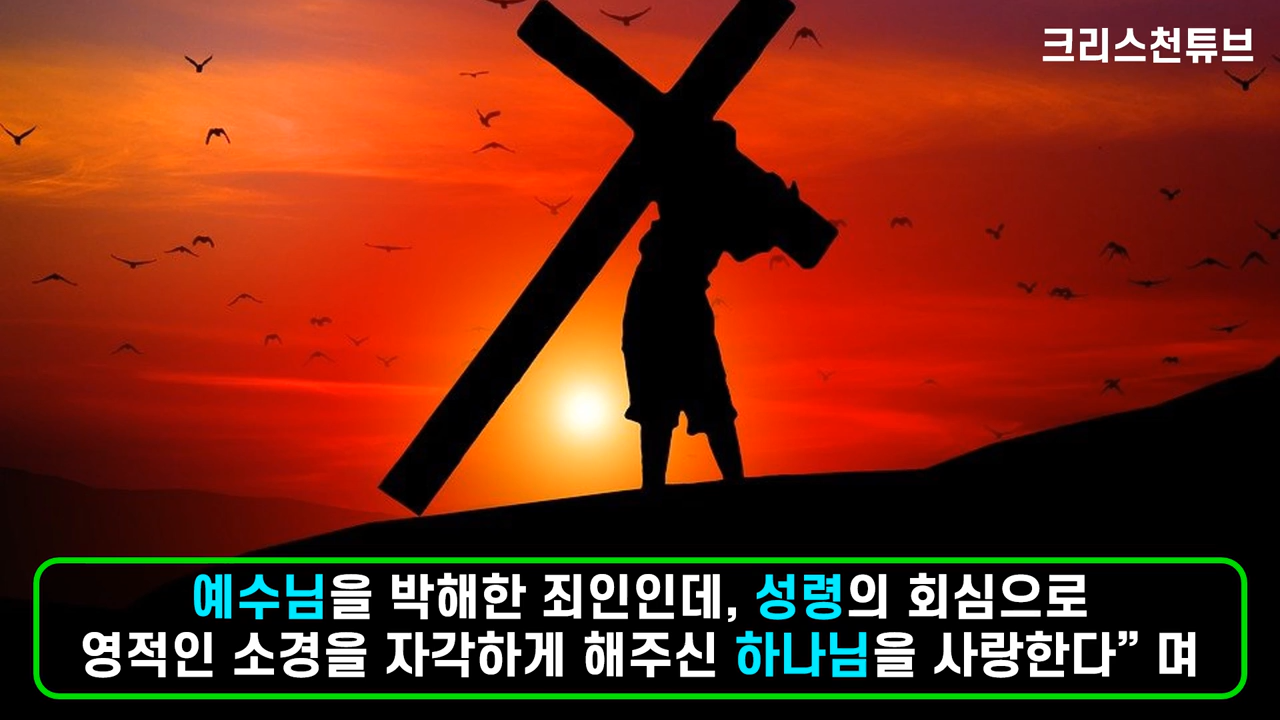 크리스천튜브
예수님을 박해한 죄인인데, 성령의 회심으로
영적인 소경을 자각하게 해주신 하나님을 사랑한다” 며